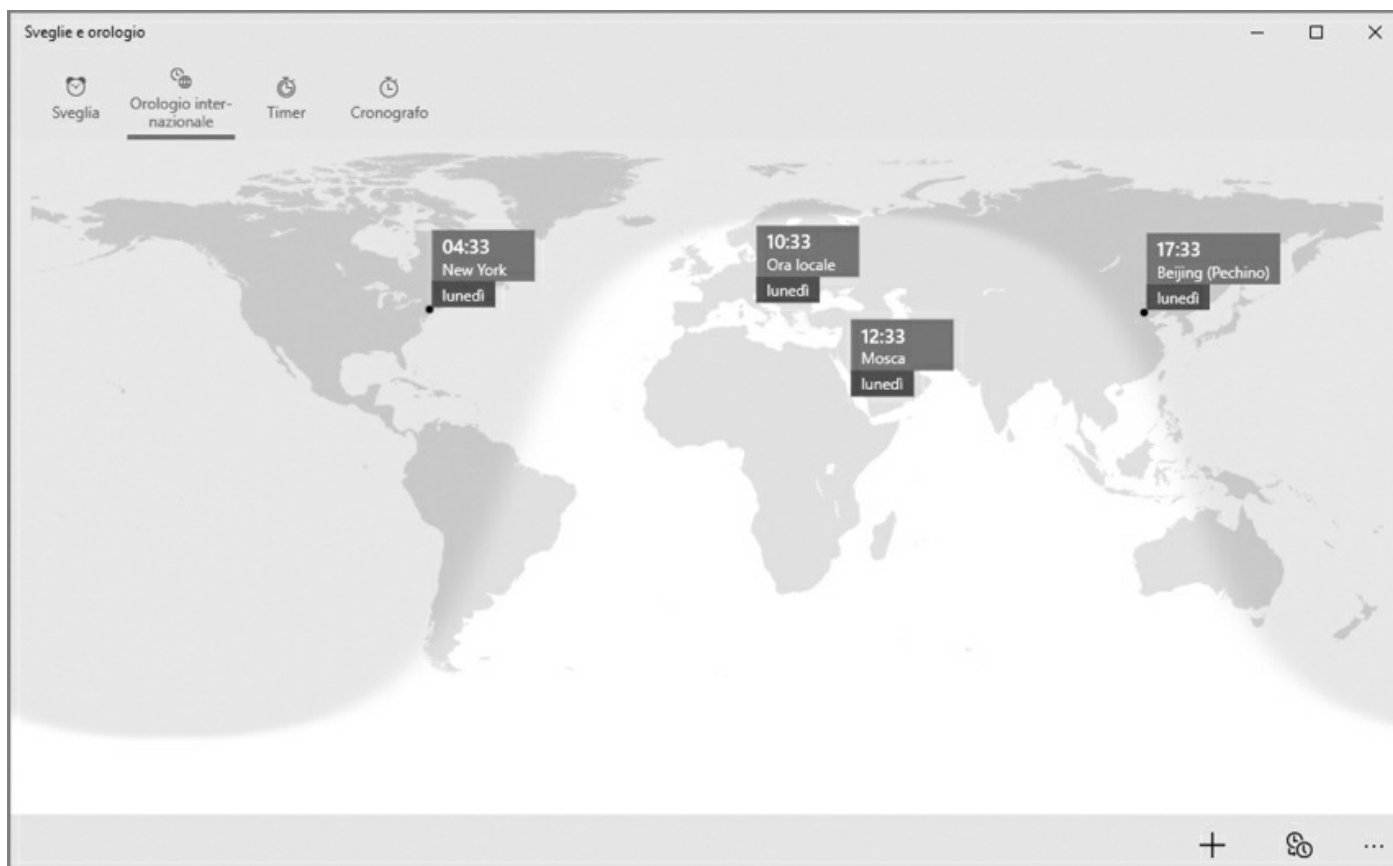 Sveglie e orologio
Sveglia
Orologio inter-
nazionale
Timer
Cronografo
04:33
New York
lunedì
10:33
Ora locale
lunedì
12:33
Mosca
lunedì
17:33
Beijing (Pechino)
lunedì